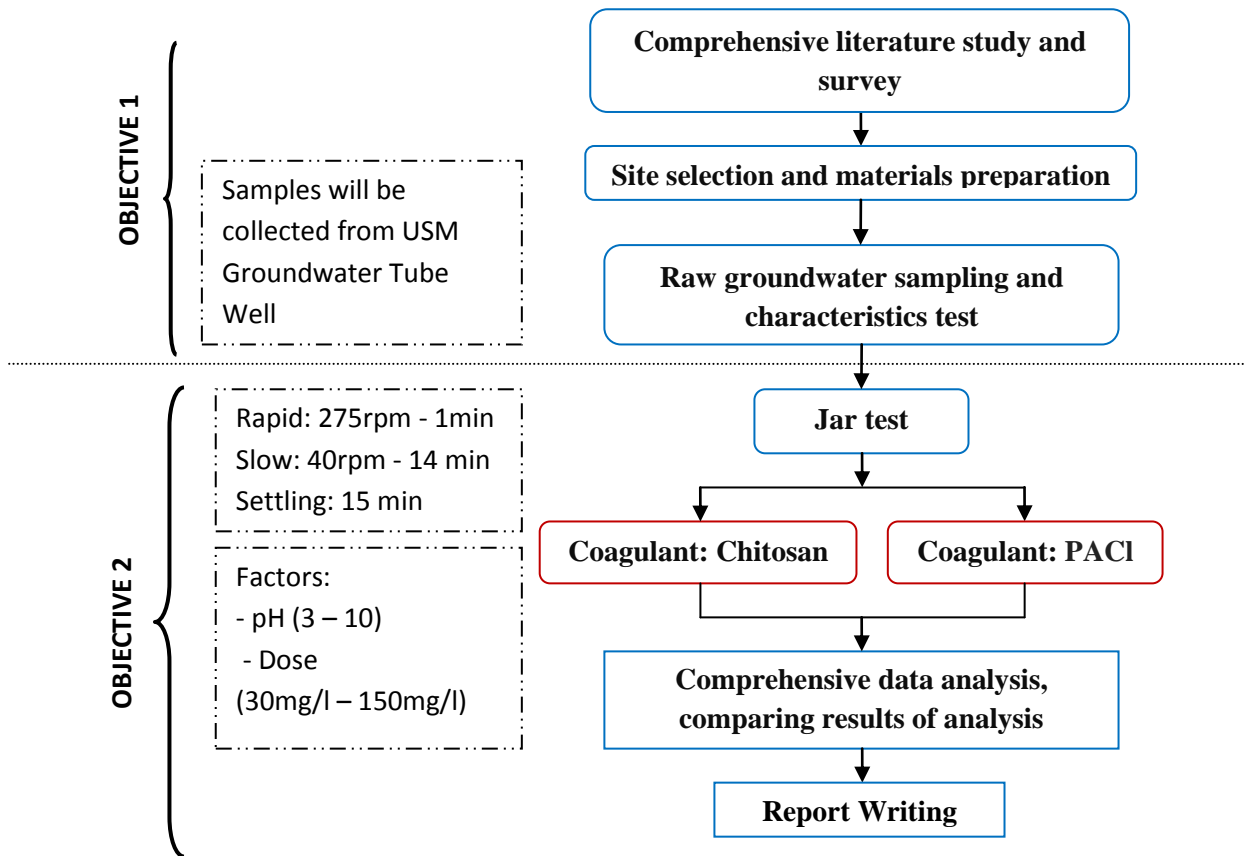 OBJECTIVE 1
Comprehensive literature study and
survey
Site selection and materials preparation
Samples will be
collected from USM
Groundwater Tube
Well
Raw groundwater sampling and
characteristics test
OBJECTIVE 2
Rapid: 275rpm - 1min
Slow: 40rpm - 14 min
Settling: 15 min
Jar test
Coagulant: Chitosan
Coagulant: PACl
Factors:
- pH (3 – 10)
- Dose
(30mg/l – 150mg/l)
Comprehensive data analysis,
comparing results of analysis
Report Writing